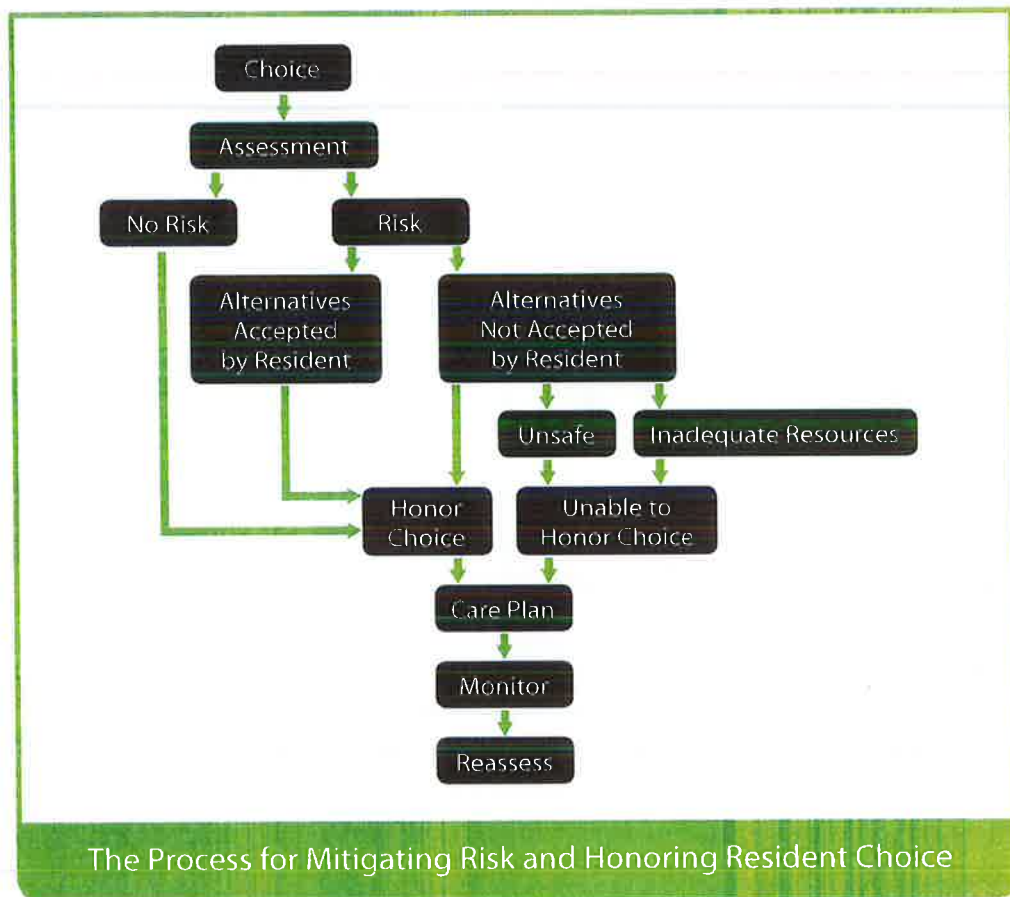 Choice
Assessment
No Risk
Risk
Alternatives
Accepted
by Resident
Alternatives
Not Accepted
by Resident
Unsafe
Inadequate Resources
Honor
Choice
Unable to
Honor Choice
Care Plan
Monitor
Reassess
The Process for Mitigating Risk and Honoring Resident Choice